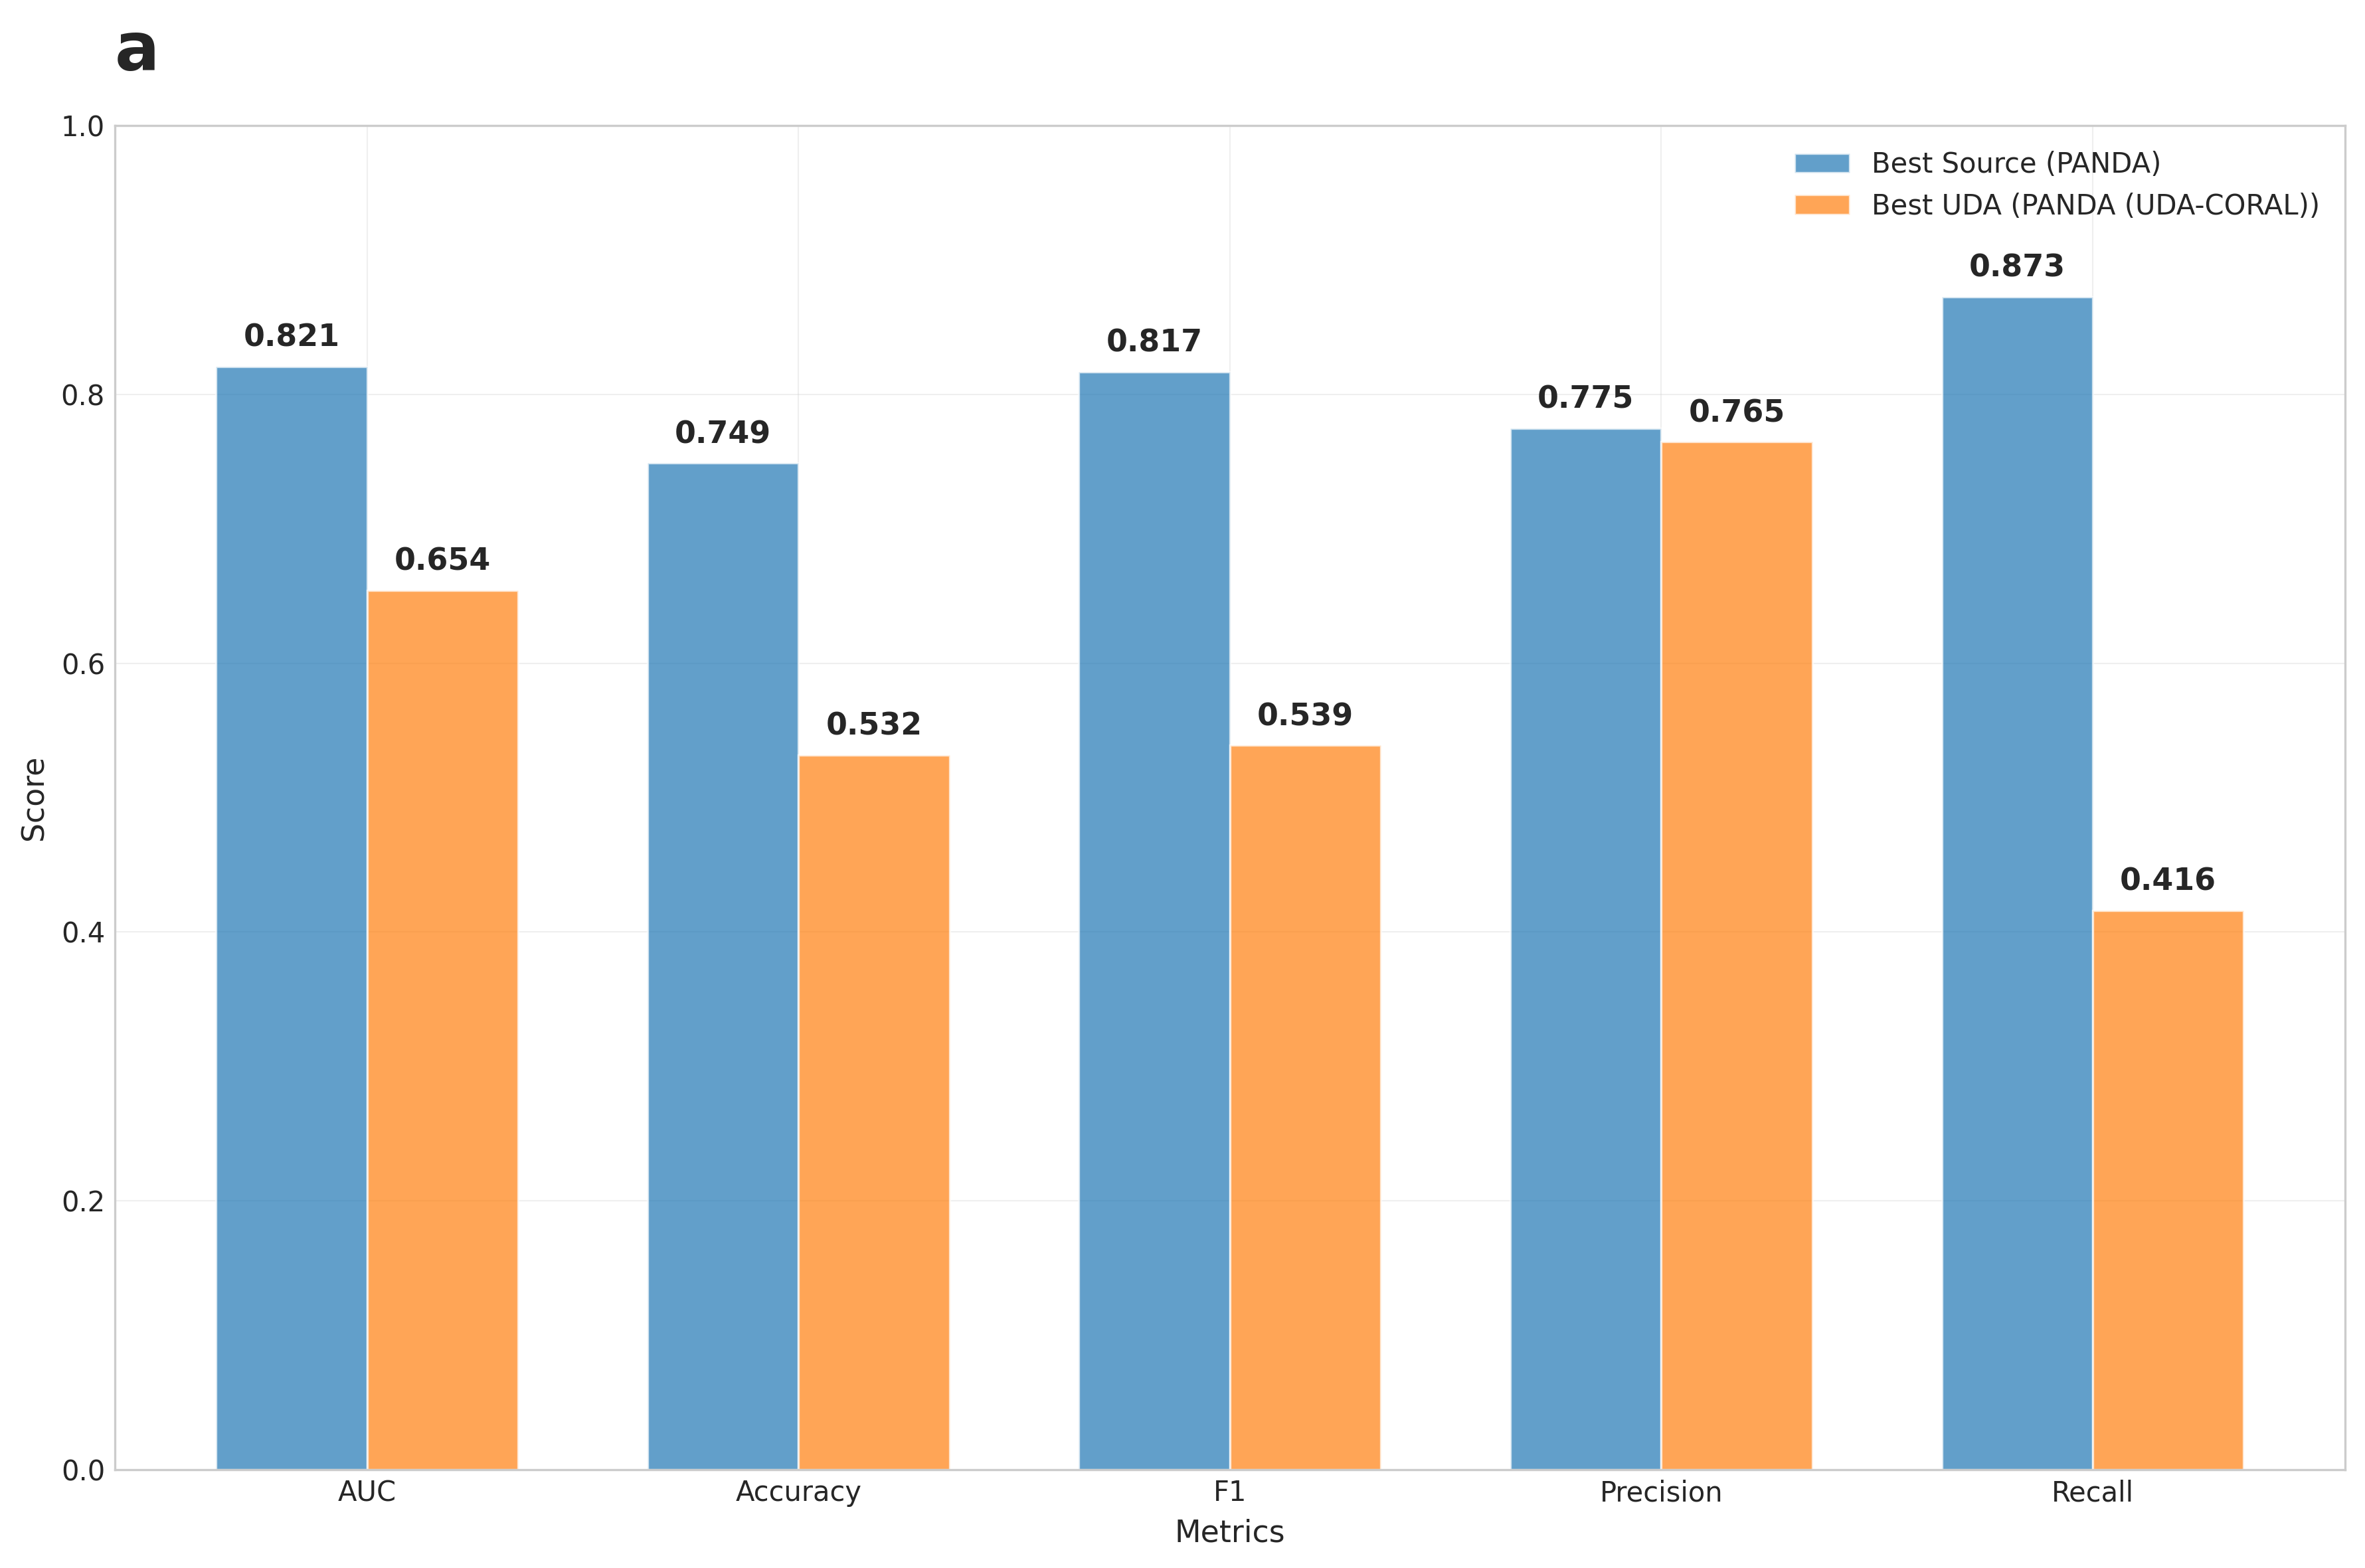 a
1.0
0.8
0.6
0.4
0.2
0.0
Score
Best Source (PANDA)
Best UDA (PANDA (UDA-CORAL))
0.821
0.654
0.749
0.532
0.817
0.539
0.775
0.765
0.873
0.416
AUC
Accuracy
F1
Precision
Recall
Metrics